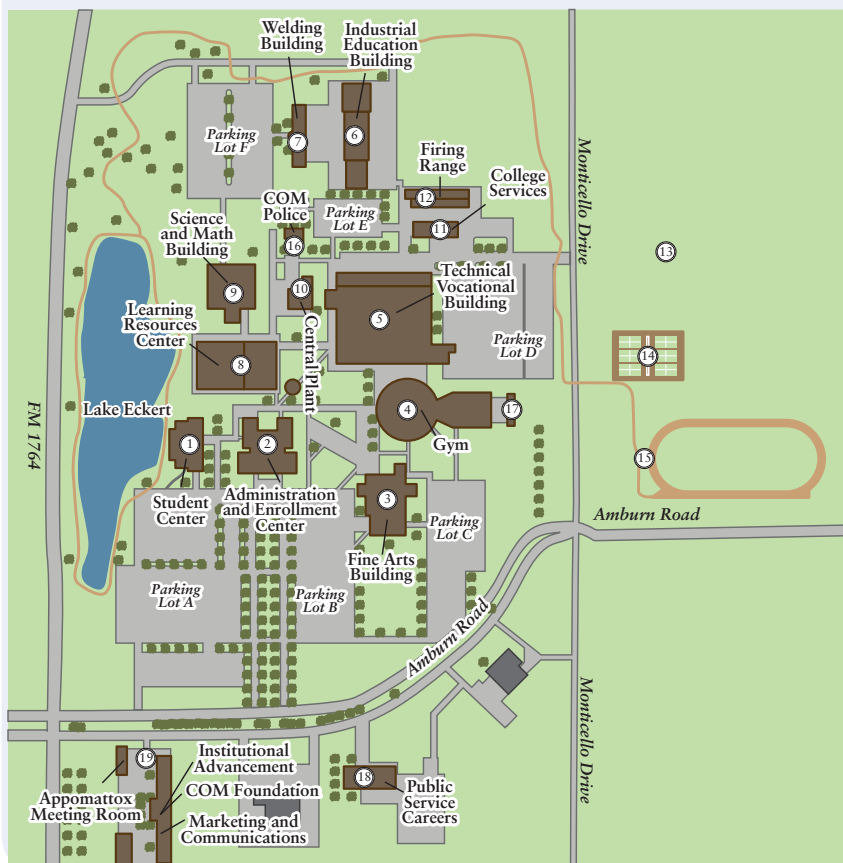 Welding
Building
Industrial
Education
Building
Parking
Lot F
7
6
Firing
Range
12
College
Services
11
COM
Police
16
Parking
Lot E
Monticello Drive
13
Science
and Math
Building
9
10
Central Plant
Technical
Vocational
Building
5
Learning
Resources
Center
8
Parking
Lot D
14
FM 1764
Lake Eckert
4
Gym
17
1
Student
Center
2
Administration
and Enrollment
Center
3
Fine Arts
Building
Parking
Lot C
15
Amburn Road
Parking
Lot A
Parking
Lot B
Amburn Road
Monticello Drive
19
Appomattox
Meeting Room
Institutional
Advancement
COM Foundation
Marketing and
Communications
18
Public
Service
Careers